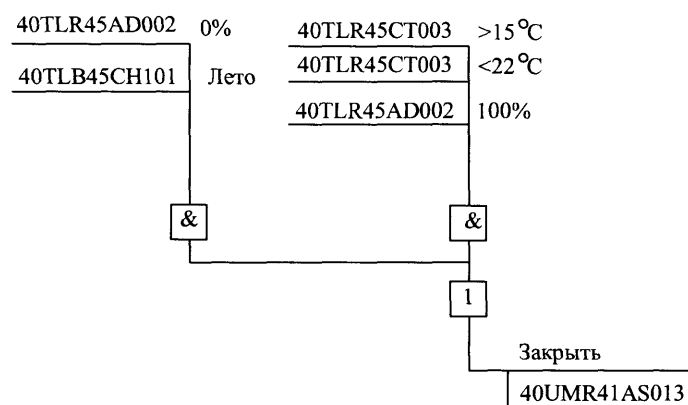 40TLR45AD002 0%
40TLB45CH101 Лето
40TLR45CT003 >15°C
40TLR45CT003 <22°C
40TLR45AD002 100%
& &
1
Закрыть
40UMR41AS013